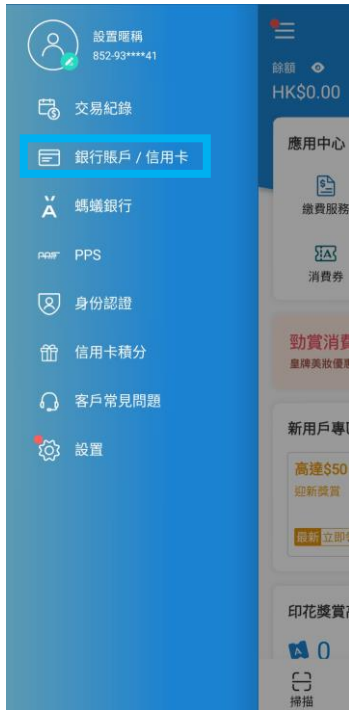 設置暱稱
852-93****41
交易紀錄
銀行賬戶 / 信用卡
螞蟻銀行
PPS
身份認證
信用卡積分
客戶常見問題
設置
餘額
HK$0.00
應用中心
繳費服務
消費券
勁賞消費
皇牌美妝優惠
新用戶專
高達$50
迎新獎賞
最新 立即
印花獎賞
0
掃描